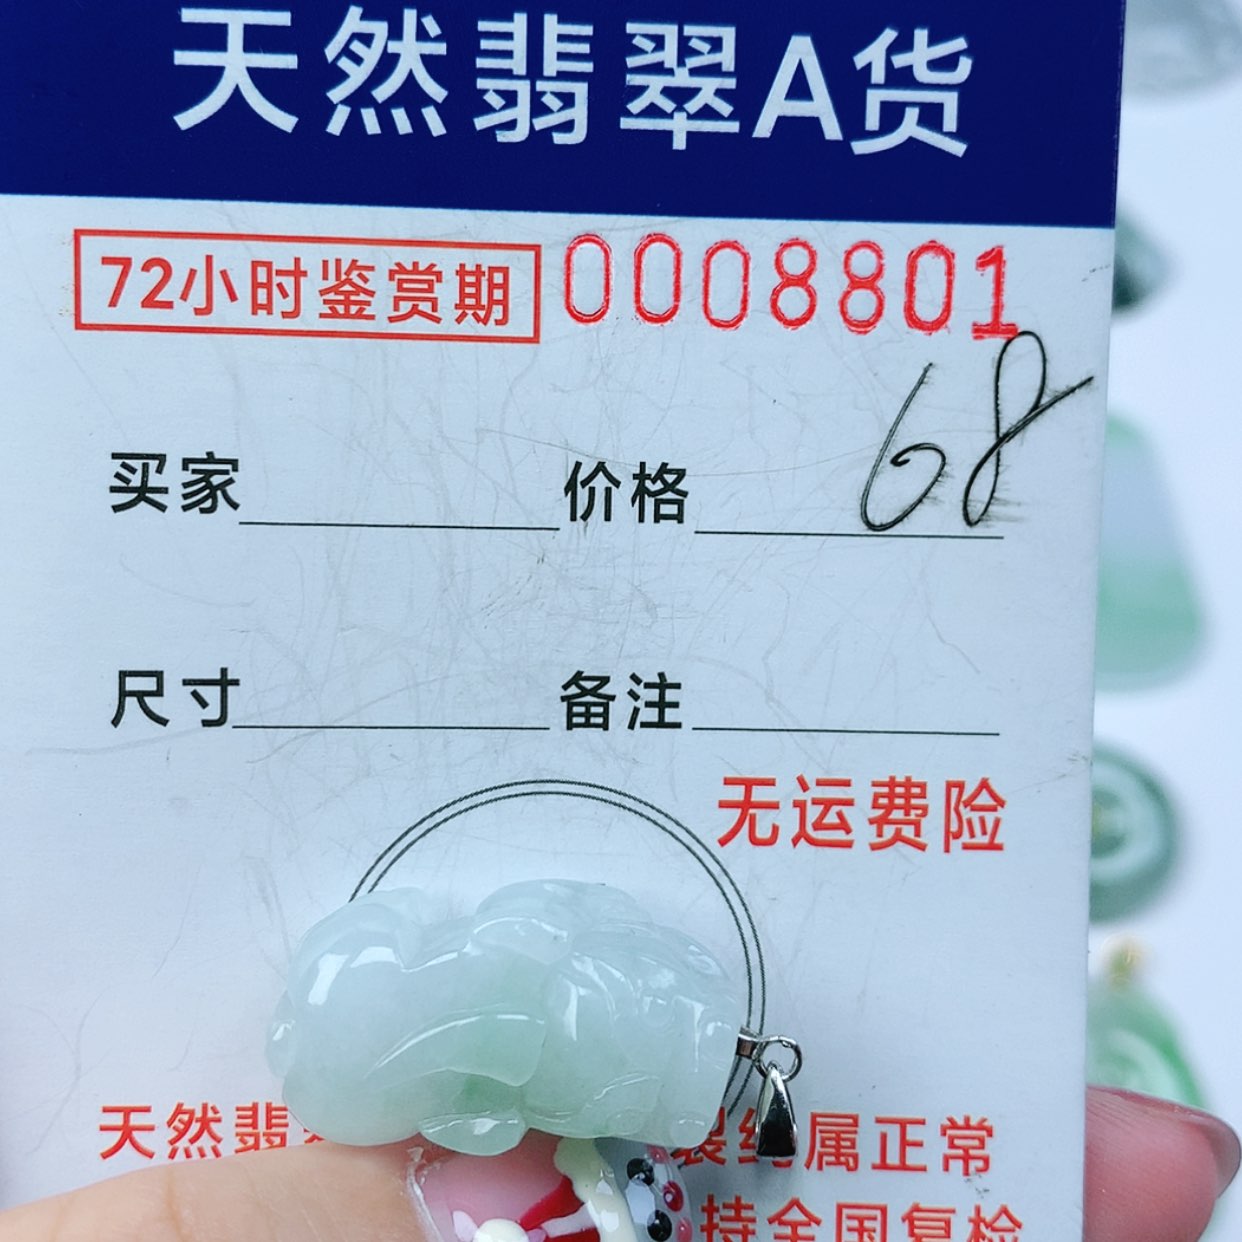 天然翡翠A货
72小时鉴赏期 0008801
买家 价格 68
尺寸 备注
无运费险
天然翡 属正常
持全国复检